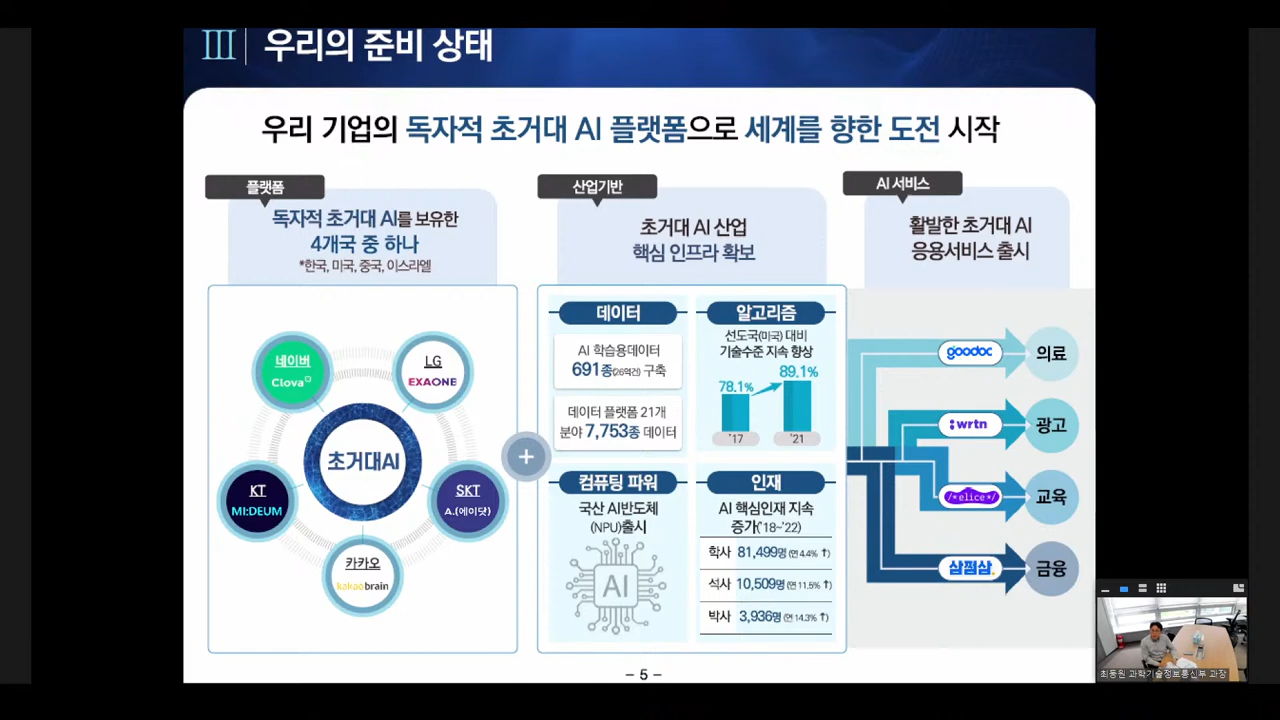 Ⅲ 우리의 준비 상태
우리 기업의 독자적 초거대 AI 플랫폼으로 세계를 향한 도전 시작
플랫폼
독자적 초거대 AI를 보유한
4개국 중 하나
*한국, 미국, 중국, 이스라엘
네이버
Clova
LG
EXAONE
초거대AI
KT
MI:DEUM
SKT
A.(에이닷)
카카오
kakaobrain
+
산업기반
초거대 AI 산업
핵심 인프라 확보
데이터
AI 학습용데이터
691종(26억건) 구축
데이터 플랫폼 21개
분야 7,753종 데이터
알고리즘
선도국(미국) 대비
기술수준 지속 향상
78.1%
89.1%
'17
'21
컴퓨팅 파워
국산 AI반도체
(NPU)출시
AI
인재
AI 핵심인재 지속
증가('18~'22)
학사 81,499명 (연 4.4% ↑)
석사 10,509명 (연 11.5% ↑)
박사 3,936명 (연 14.3% ↑)
AI 서비스
활발한 초거대 AI
응용서비스 출시
goodoc
의료
wrtn
광고
/*elice*/
교육
삼쩜삼.
금융
– 5 –
최동원 과학기술정보통신부 과장